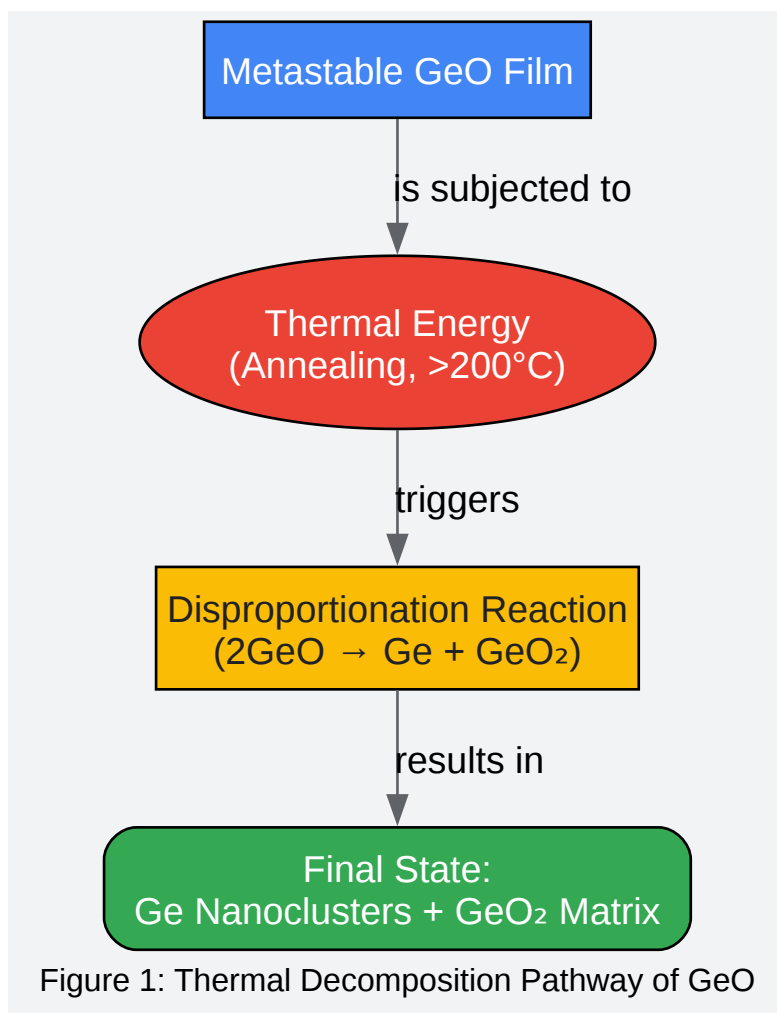 Metastable GeO Film
is subjected to
Thermal Energy
(Annealing, >200°C)
triggers
Disproportionation Reaction
(2GeO → Ge + GeO₂)
results in
Final State:
Ge Nanoclusters + GeO₂ Matrix
Figure 1: Thermal Decomposition Pathway of GeO